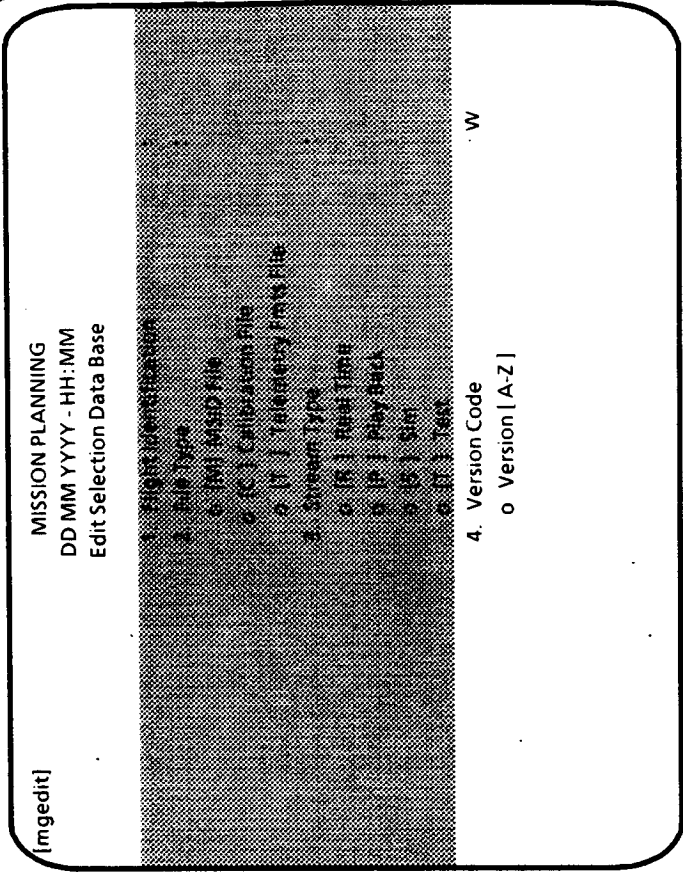 [mgedit]
MISSION PLANNING
DD MM YYYY - HH:MM
Edit Selection Data Base
1. Flight Identification :
2. File Type :
o [M] MSID File
o [C] Calibration File
o [T] Telemetry Fmts File
3. Stream Type :
o [R] Real Time
o [P] Play Back
o [S] Sim
o [T] Test
4. Version Code W
o Version [A-Z]